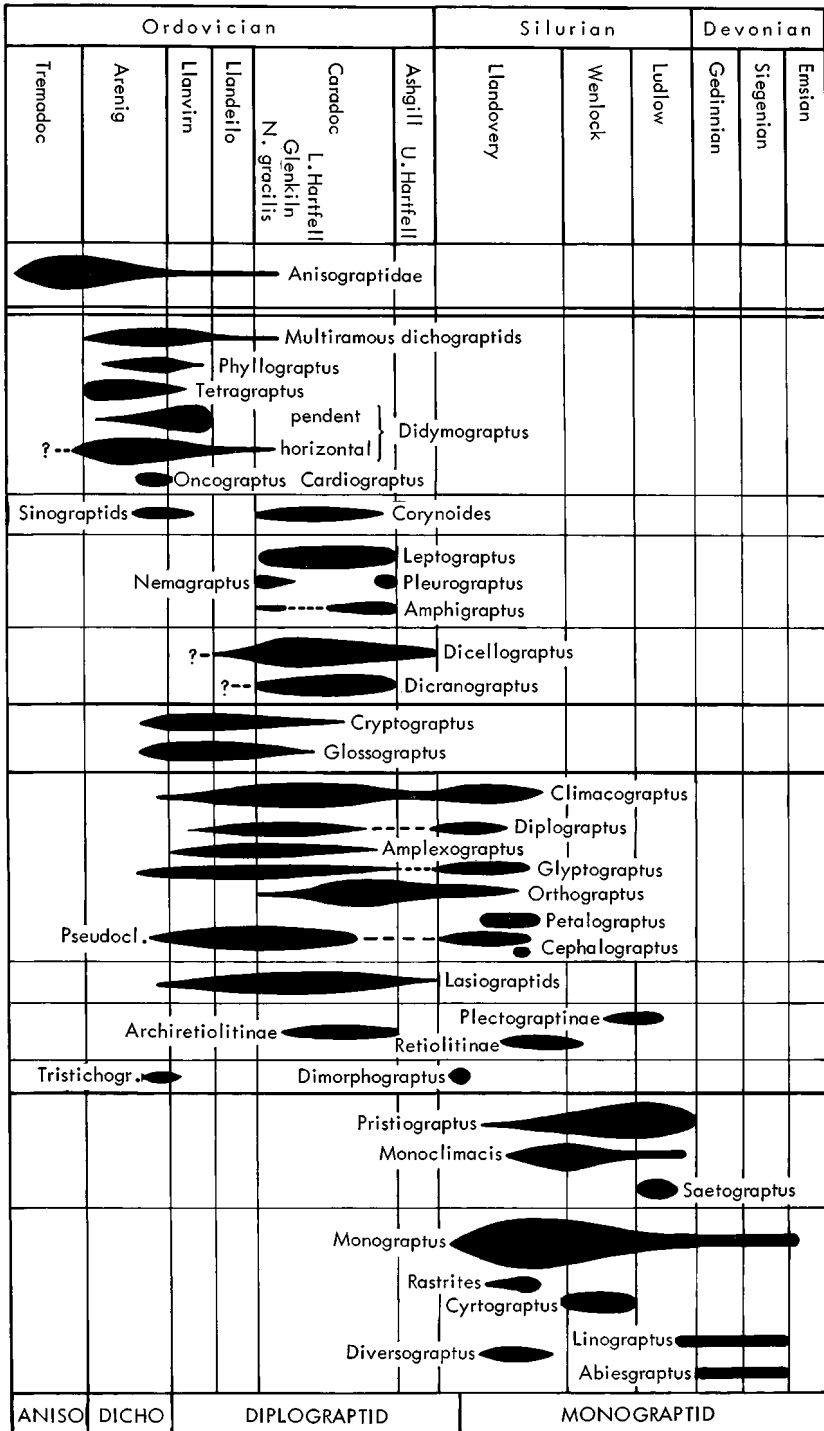 Ordovician Silurian Devonian
Tremadoc
Arenig
Llanvirn
Llandeilo
N. gracilis
Glenkiln
L. Hartfell
Caradoc
Ashgill U. Hartfell
Llandovery
Wenlock
Ludlow
Gedinnian
Siegenian
Emsian
Anisograptidae
Multiramous dichograptids
Phyllograptus
Tetragraptus
pendent
Didymograptus
? horizontal
Oncograptus Cardiograptus
Sinograptids Corynoides
Leptograptus
Nemagraptus Pleurograptus
Amphigraptus
? Dicellograptus
? Dicranograptus
Cryptograptus
Glossograptus
Climacograptus
Diplograptus
Amplexograptus
Glyptograptus
Orthograptus
Petalograptus
Pseudocl.
Cephalograptus
Lasiograptids
Plectograptinae
Archiretiolitinae
Retiolitinae
Tristichogr. Dimorphograptus
Pristiograptus
Monoclimacis
Saetograptus
Monograptus
Rastrites
Cyrtograptus
Linograptus
Diversograptus
Abiesgraptus
ANISO DICHO DIPLOGRAPTID MONOGRAPTID